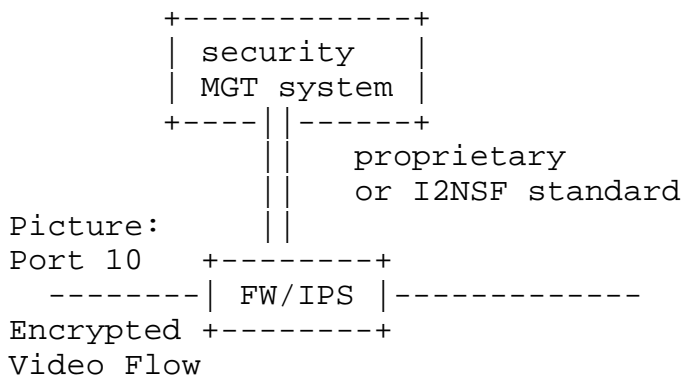 security
MGT system
proprietary
or I2NSF standard
Picture:
Port 10
FW/IPS
Encrypted
Video Flow